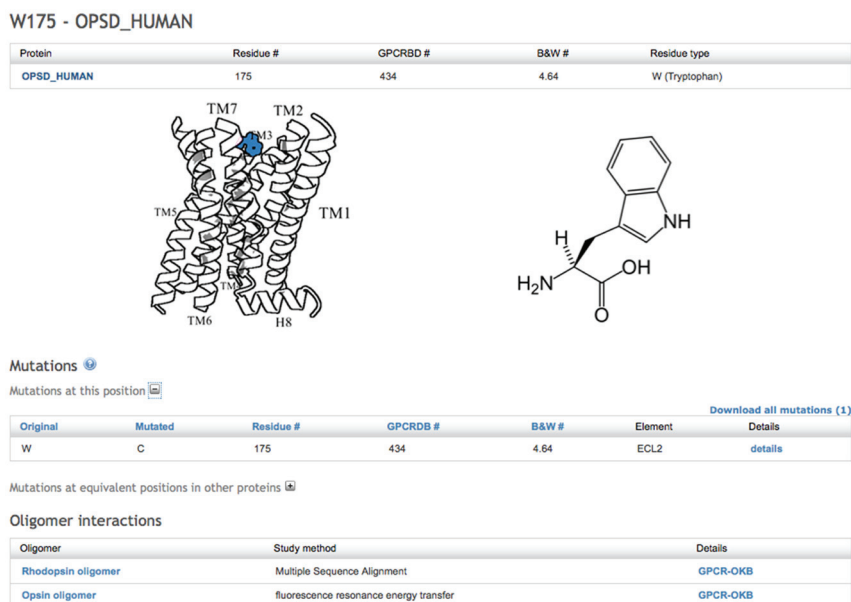 W175 - OPSD_HUMAN
Protein Residue # GPCRBD # B&W # Residue type
OPSD_HUMAN 175 434 4.64 W (Tryptophan)
TM7 TM2
TM3
TM5 TM1
TM
TM6 H8
H
NH
H2N OH
O
Mutations
Mutations at this position
Download all mutations (1)
Original Mutated Residue # GPCRDB # B&W # Element Details
W C 175 434 4.64 ECL2 details
Mutations at equivalent positions in other proteins
Oligomer interactions
Oligomer Study method Details
Rhodopsin oligomer Multiple Sequence Alignment GPCR-OKB
Opsin oligomer fluorescence resonance energy transfer GPCR-OKB